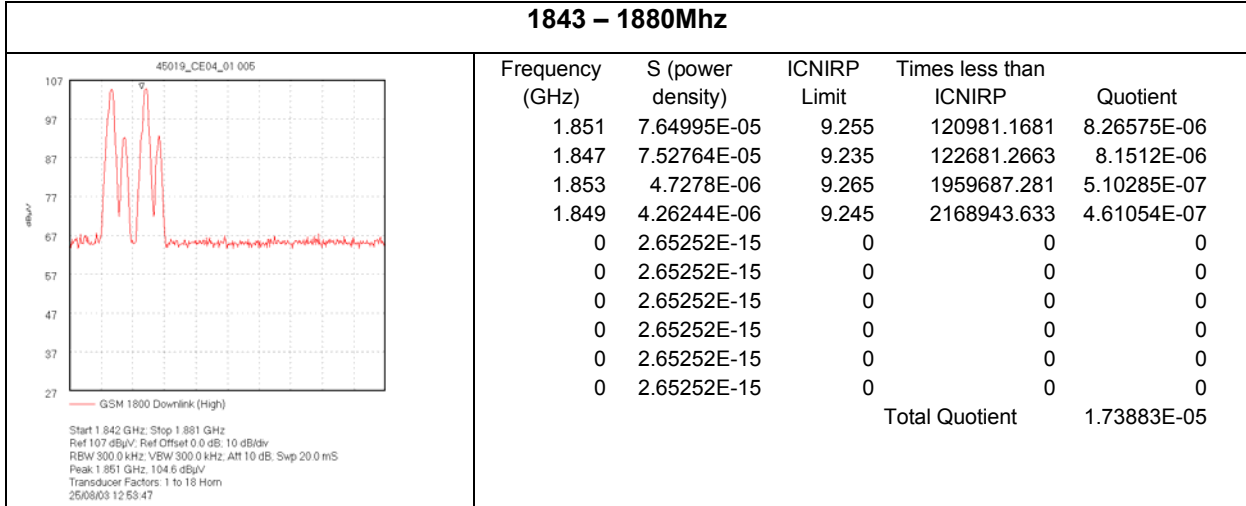 1843 – 1880Mhz
45019_CE04_01 005
107
97
87
77
67
57
47
37
27
dBµV
GSM 1800 Downlink (High)
Start 1.842 GHz; Stop 1.881 GHz
Ref 107 dBµV; Ref Offset 0.0 dB; 10 dB/div
RBW 300.0 kHz; VBW 300.0 kHz; Att 10 dB; Swp 20.0 mS
Peak 1.851 GHz, 104.6 dBµV
Transducer Factors: 1 to 18 Horn
25/08/03 12:53:47
Frequency S (power ICNIRP Times less than
(GHz) density) Limit ICNIRP Quotient
1.851 7.64995E-05 9.255 120981.1681 8.26575E-06
1.847 7.52764E-05 9.235 122681.2663 8.1512E-06
1.853 4.7278E-06 9.265 1959687.281 5.10285E-07
1.849 4.26244E-06 9.245 2168943.633 4.61054E-07
0 2.65252E-15 0 0 0
0 2.65252E-15 0 0 0
0 2.65252E-15 0 0 0
0 2.65252E-15 0 0 0
0 2.65252E-15 0 0 0
0 2.65252E-15 0 0 0
Total Quotient 1.73883E-05